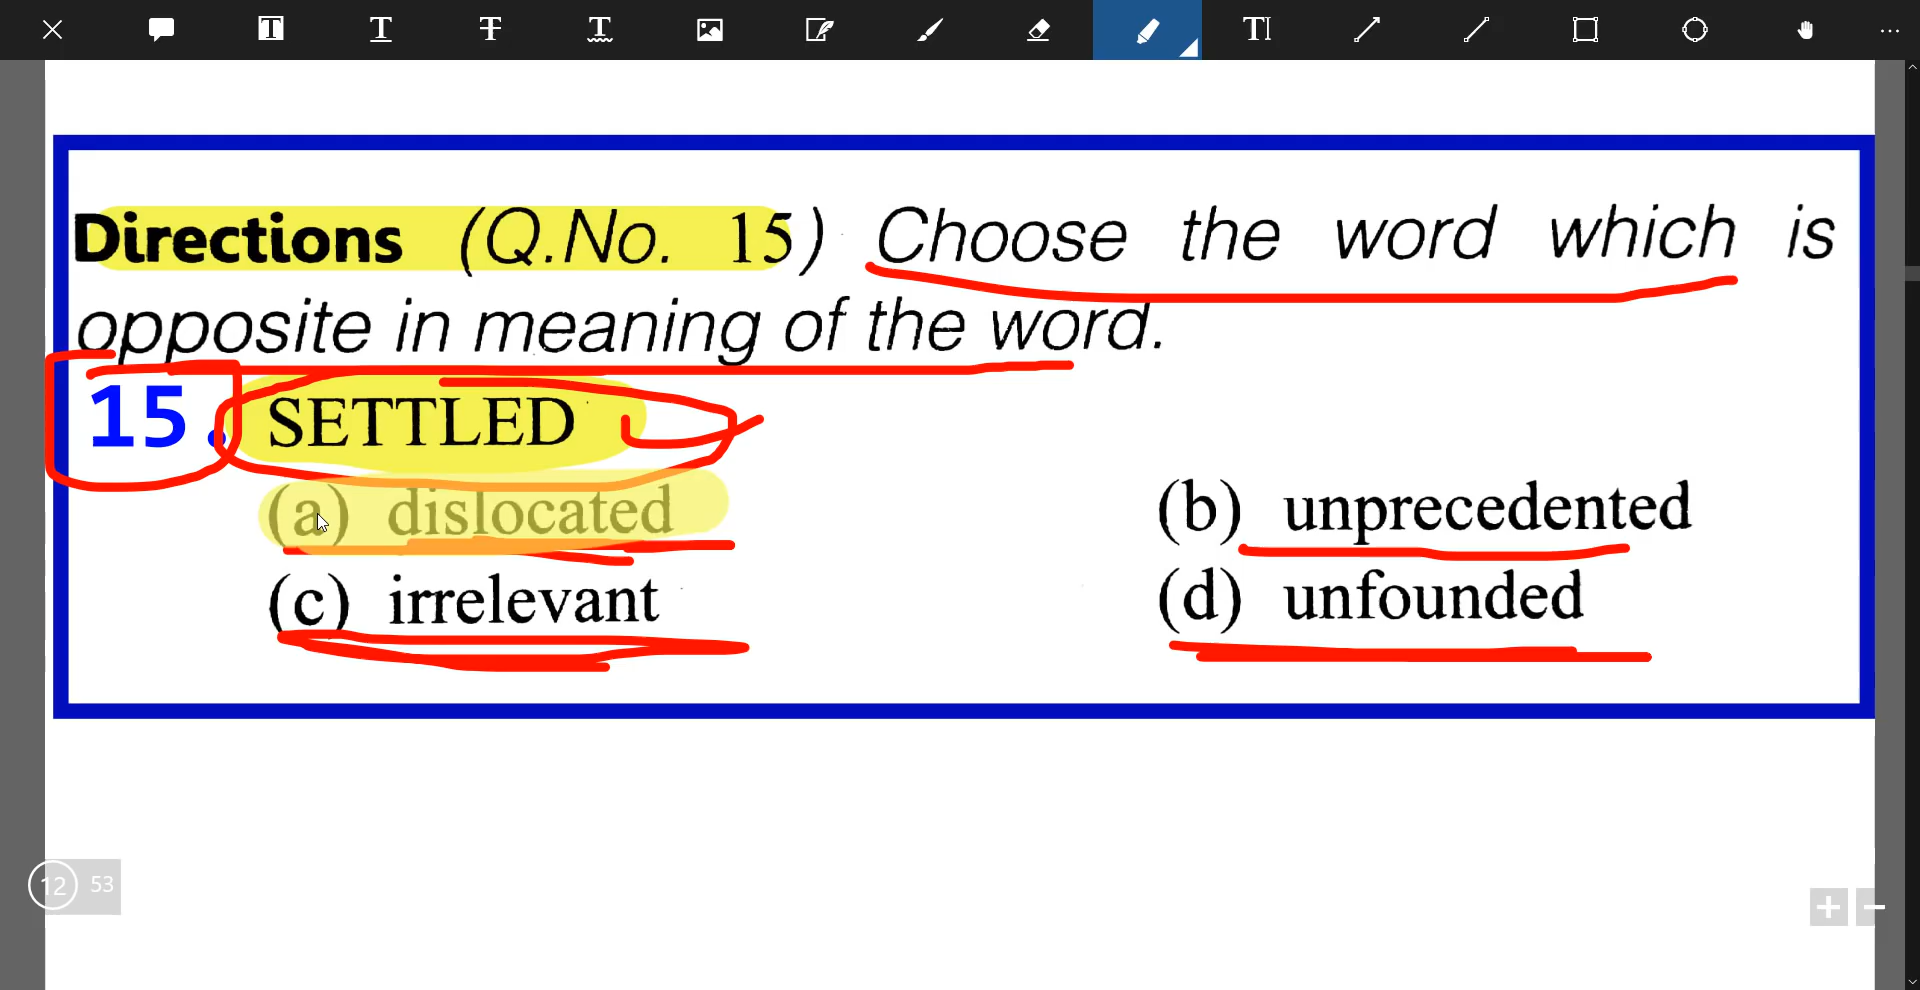 Directions (Q.No. 15) Choose the word which is
opposite in meaning of the word.
15. SETTLED
(a) dislocated (b) unprecedented
(c) irrelevant (d) unfounded
12 53